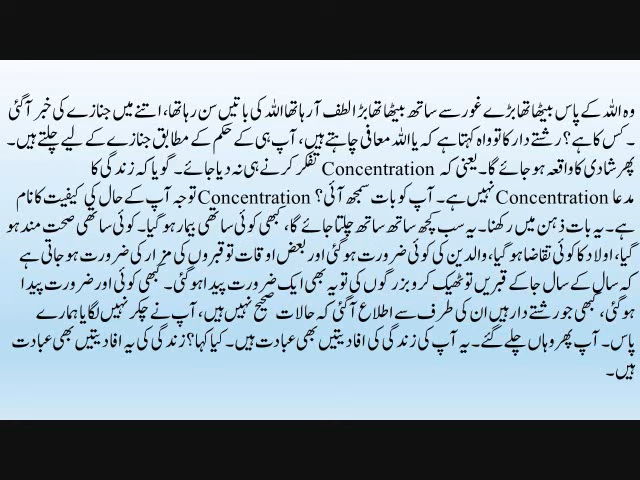 وہ اللہ کے پاس بیٹھا تھا بڑے غور سے ساتھ بیٹھا تھا بڑا لطف آ رہا تھا اللہ کی باتیں سن رہا تھا، اتنے میں جنازے کی خبر آ گئی
۔ کس کا ہے؟ رشتے دار کا تو وہ کہتا ہے کہ یا اللہ معافی چاہتے ہیں، آپ ہی کے حکم کے مطابق جنازے کے لیے چلتے ہیں۔
پھر شادی کا واقعہ ہو جائے گا۔ یعنی کہ Concentration تفکر کرنے ہی نہ دیا جائے۔ گویا کہ زندگی کا
مدعا Concentration نہیں ہے۔ آپ کو بات سمجھ آئی؟ Concentration توجہ آپ کے حال کی کیفیت کا نام
ہے۔ یہ بات ذہن میں رکھنا۔ یہ سب کچھ ساتھ ساتھ چلتا جائے گا، کبھی کوئی ساتھی بیمار ہو گیا۔ کوئی ساتھی صحت مند ہو
گیا، اولاد کا کوئی تقاضا ہو گیا، والدین کی کوئی ضرورت ہو گئی اور بعض اوقات تو قبروں کی مزار کی ضرورت ہو جاتی ہے
کہ سال کے سال جا کے قبریں تو ٹھیک کرو بزرگوں کی تو یہ بھی ایک ضرورت پیدا ہو گئی۔ کبھی کوئی اور ضرورت پیدا
ہو گئی، کبھی جو رشتے دار ہیں ان کی طرف سے اطلاع آ گئی کہ حالات صحیح نہیں ہیں، آپ نے چکر نہیں لگایا ہمارے
پاس۔ آپ پھر وہاں چلے گئے۔ یہ آپ کی زندگی کی افادیتیں بھی عبادت ہیں۔ کیا کہا؟ زندگی کی یہ افادیتیں بھی عبادت
ہیں۔